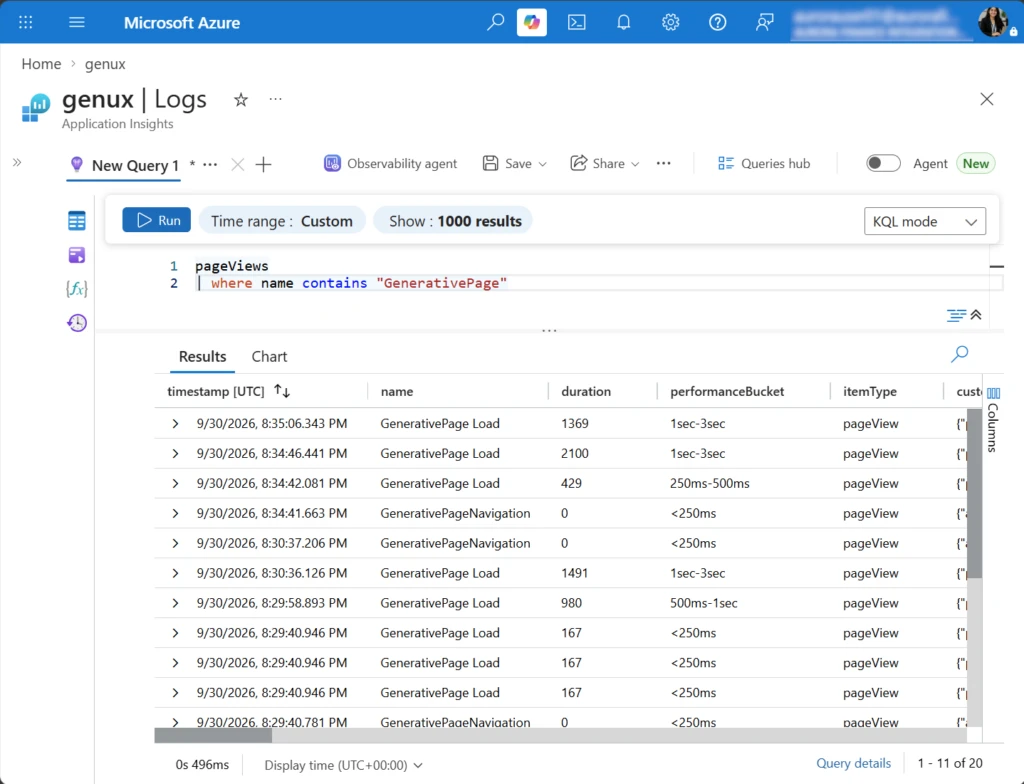 Microsoft Azure
Home > genux
genux | Logs
Application Insights
New Query 1 *
Observability agent
Save
Share
Queries hub
Agent
New
Run
Time range : Custom
Show : 1000 results
KQL mode
1 pageViews
2 | where name contains "GenerativePage"
Results
Chart
timestamp [UTC] name duration performanceBucket itemType cust
Columns
9/30/2026, 8:35:06.343 PM GenerativePage Load 1369 1sec-3sec pageView {"
9/30/2026, 8:34:46.441 PM GenerativePage Load 2100 1sec-3sec pageView {"
9/30/2026, 8:34:42.081 PM GenerativePage Load 429 250ms-500ms pageView {"
9/30/2026, 8:34:41.663 PM GenerativePageNavigation 0 <250ms pageView {"
9/30/2026, 8:30:37.206 PM GenerativePageNavigation 0 <250ms pageView {"
9/30/2026, 8:30:36.126 PM GenerativePage Load 1491 1sec-3sec pageView {"
9/30/2026, 8:29:58.893 PM GenerativePage Load 980 500ms-1sec pageView {"
9/30/2026, 8:29:40.946 PM GenerativePage Load 167 <250ms pageView {"
9/30/2026, 8:29:40.946 PM GenerativePage Load 167 <250ms pageView {"
9/30/2026, 8:29:40.946 PM GenerativePage Load 167 <250ms pageView {"
9/30/2026, 8:29:40.781 PM GenerativePageNavigation 0 <250ms pageView {"
0s 496ms
Display time (UTC+00:00)
Query details
1 - 11 of 20